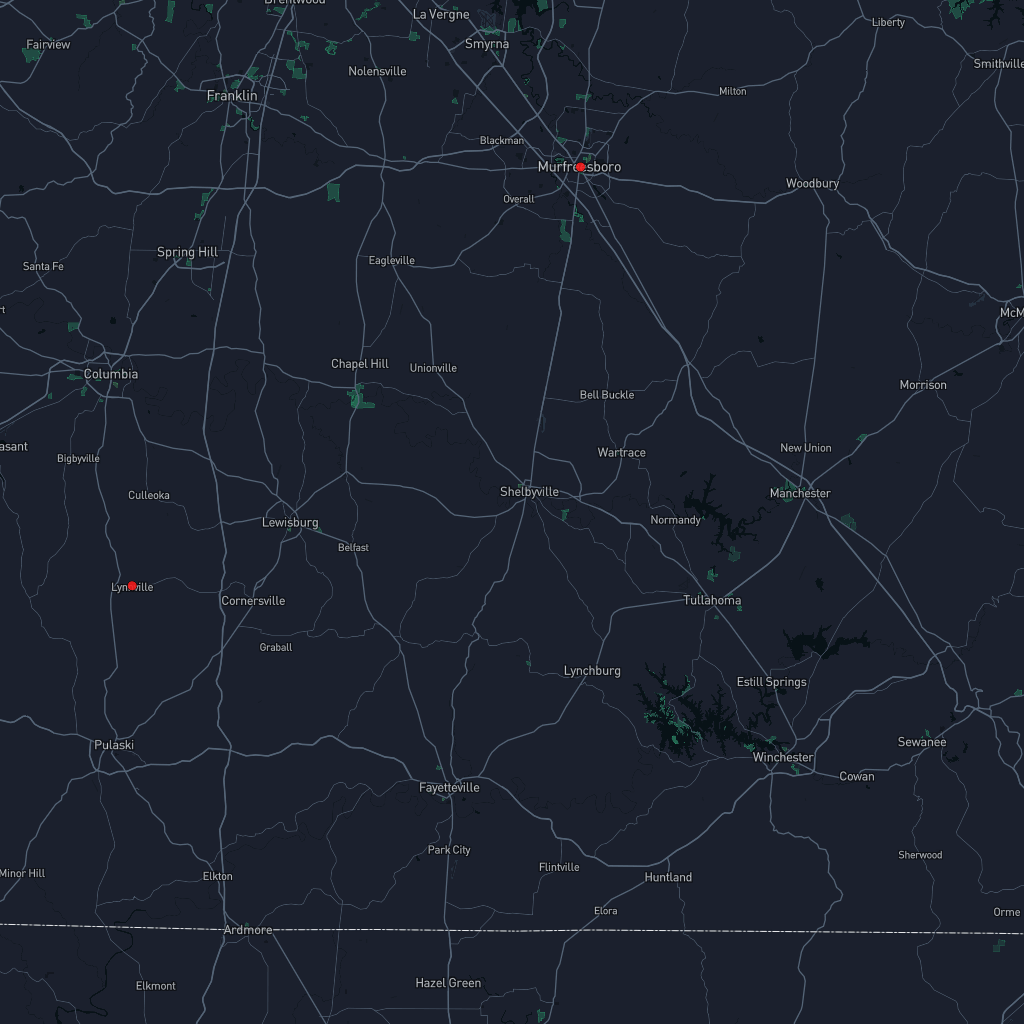 Brentwood
La Vergne
Liberty
Fairview
Smyrna
Smithville
Nolensville
Franklin
Milton
Blackman
Murfreesboro
Woodbury
Overall
Spring Hill
Eagleville
Santa Fe
rt
McM
Chapel Hill
Unionville
Columbia
Morrison
Bell Buckle
asant
New Union
Wartrace
Bigbyville
Shelbyville
Manchester
Culleoka
Normandy
Lewisburg
Belfast
Lynnville
Cornersville
Tullahoma
Graball
Lynchburg
Estill Springs
Sewanee
Pulaski
Winchester
Cowan
Fayetteville
Park City
Sherwood
Flintville
Minor Hill
Elkton
Huntland
Elora
Orme
Ardmore
Hazel Green
Elkmont